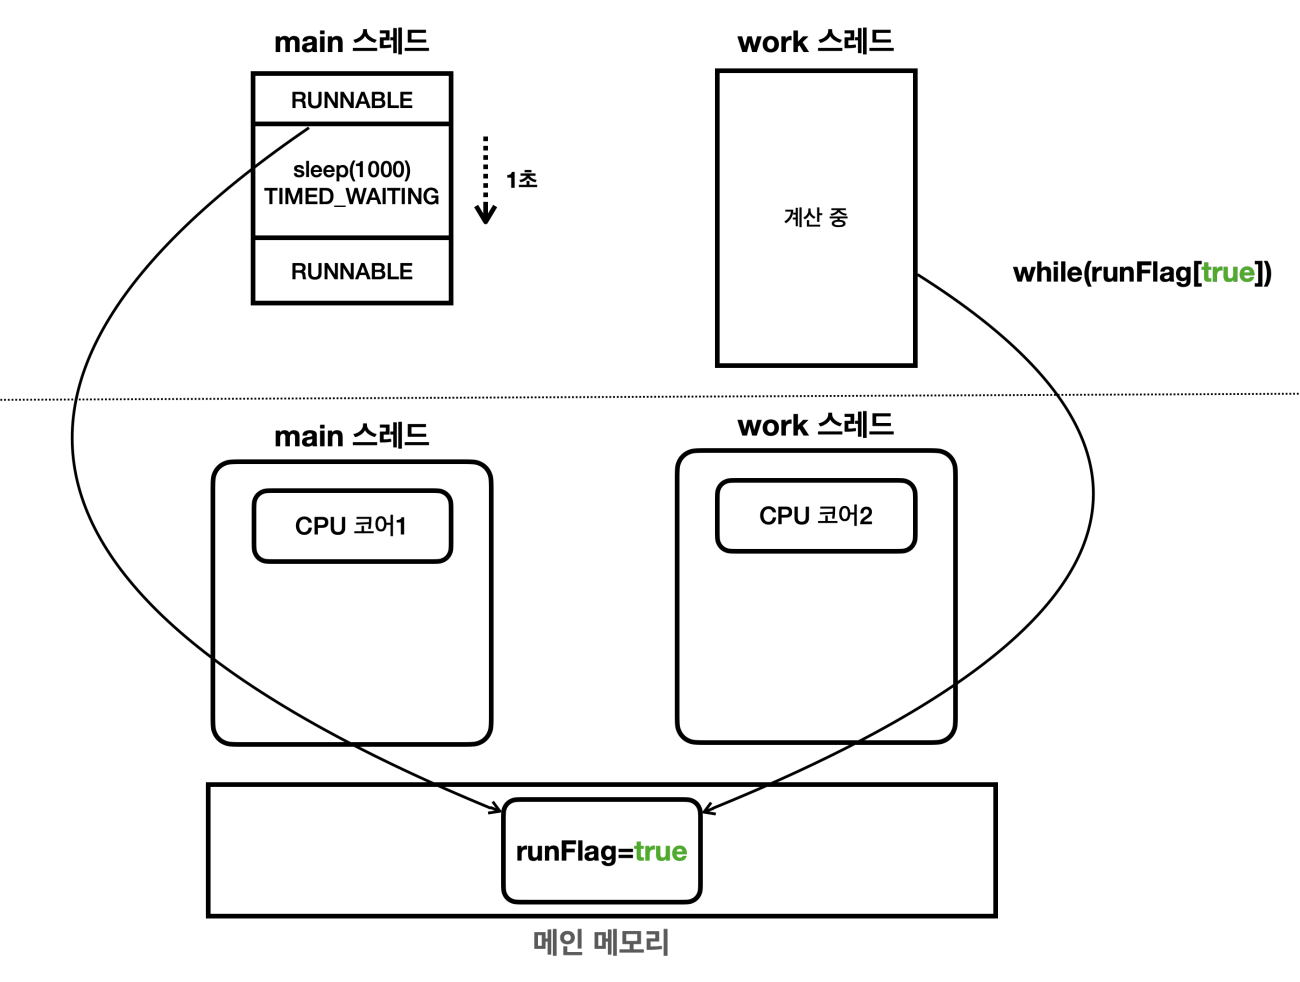 main 스레드
work 스레드
RUNNABLE
sleep(1000)
TIMED_WAITING
1초
RUNNABLE
계산 중
while(runFlag[true])
main 스레드
work 스레드
CPU 코어1
CPU 코어2
runFlag=true
메인 메모리